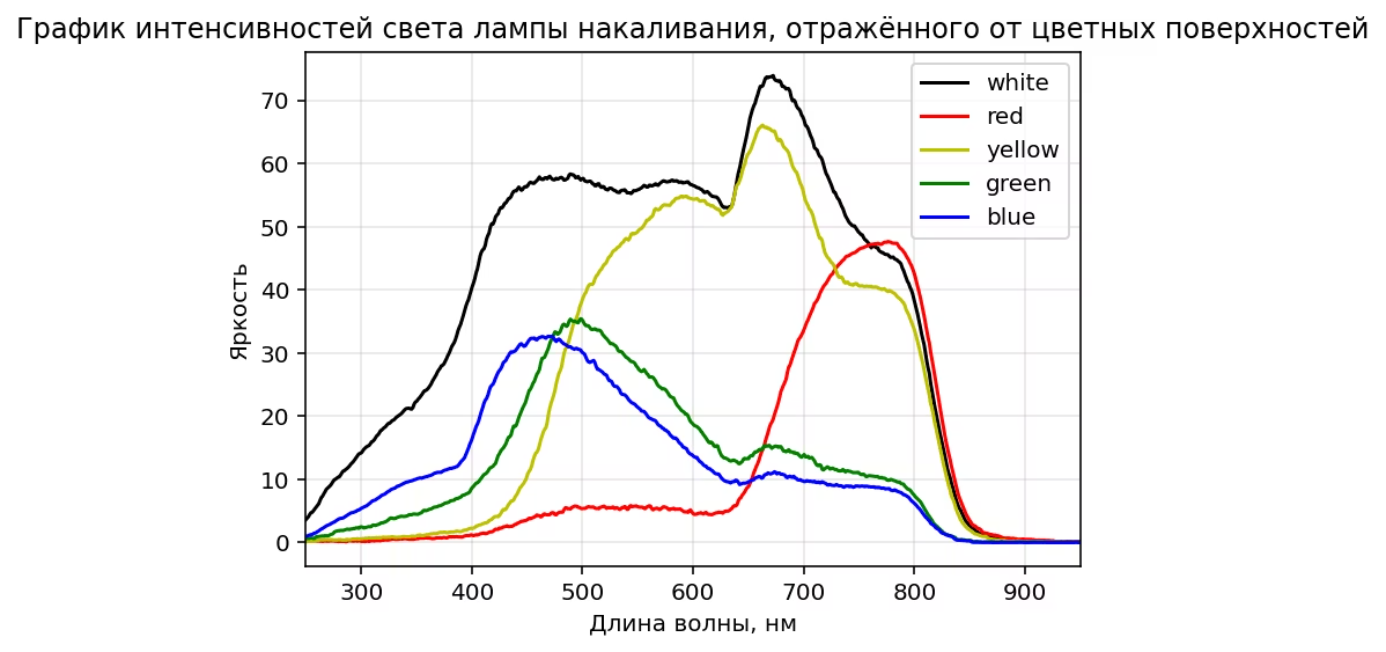 График интенсивностей света лампы накаливания, отражённого от цветных поверхностей
white
red
yellow
green
blue
Яркость
70
60
50
40
30
20
10
0
300 400 500 600 700 800 900
Длина волны, нм